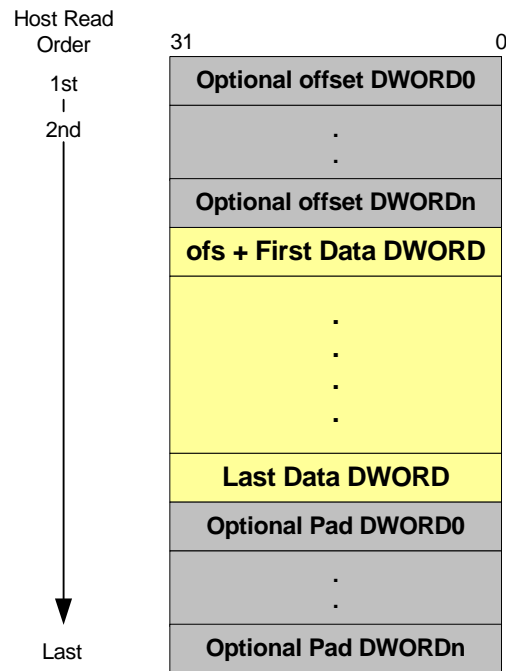 Host Read
Order
31
0
1st
2nd
Optional offset DWORD0
.
.
Optional offset DWORDn
ofs + First Data DWORD
.
.
.
.
Last Data DWORD
Optional Pad DWORD0
.
.
Last
Optional Pad DWORDn